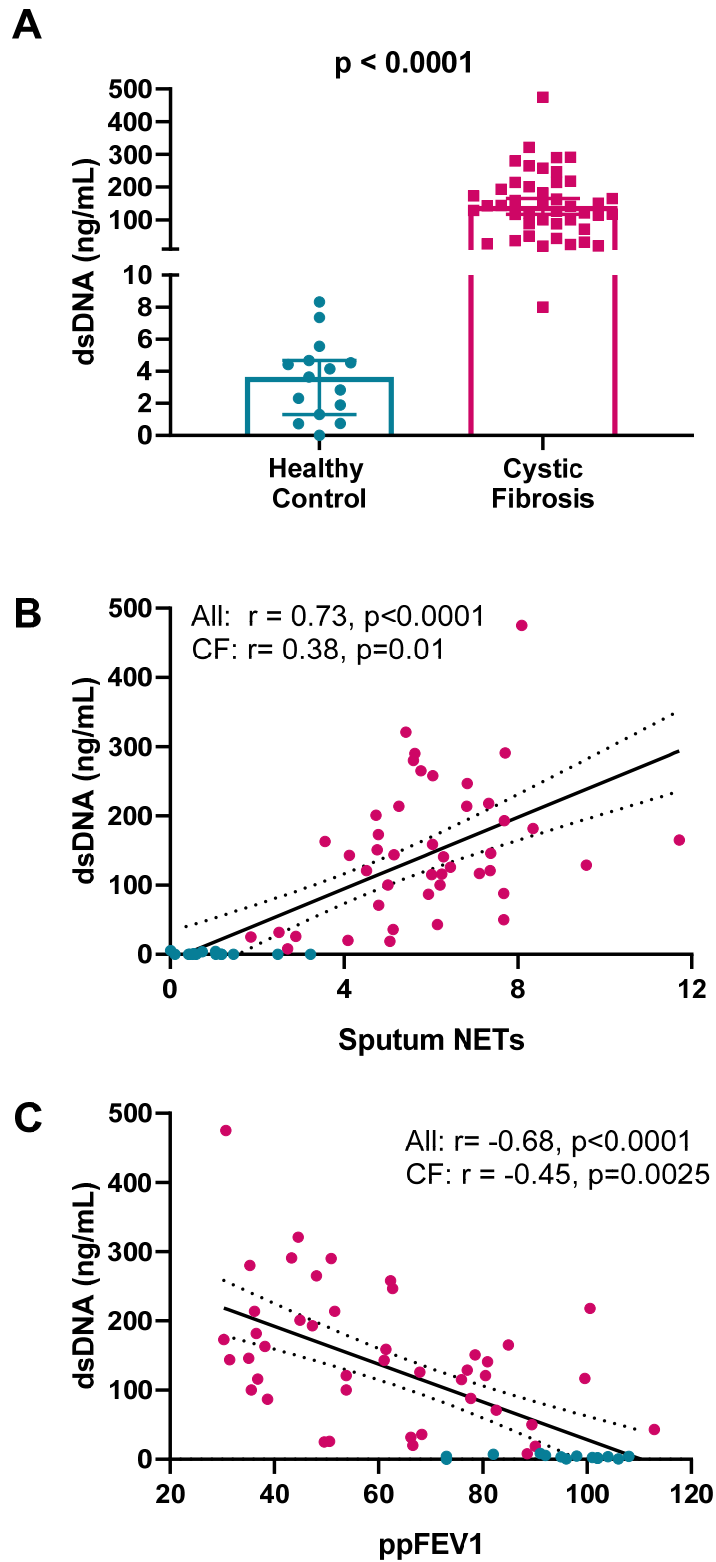 A
p < 0.0001
dsDNA (ng/mL)
500
400
300
200
100
10
8
6
4
2
0
Healthy
Control
Cystic
Fibrosis
B
All: r = 0.73, p<0.0001
CF: r= 0.38, p=0.01
dsDNA (ng/mL)
500
400
300
200
100
0
0 4 8 12
Sputum NETs
C
All: r= -0.68, p<0.0001
CF: r = -0.45, p=0.0025
dsDNA (ng/mL)
500
400
300
200
100
0
20 40 60 80 100 120
ppFEV1